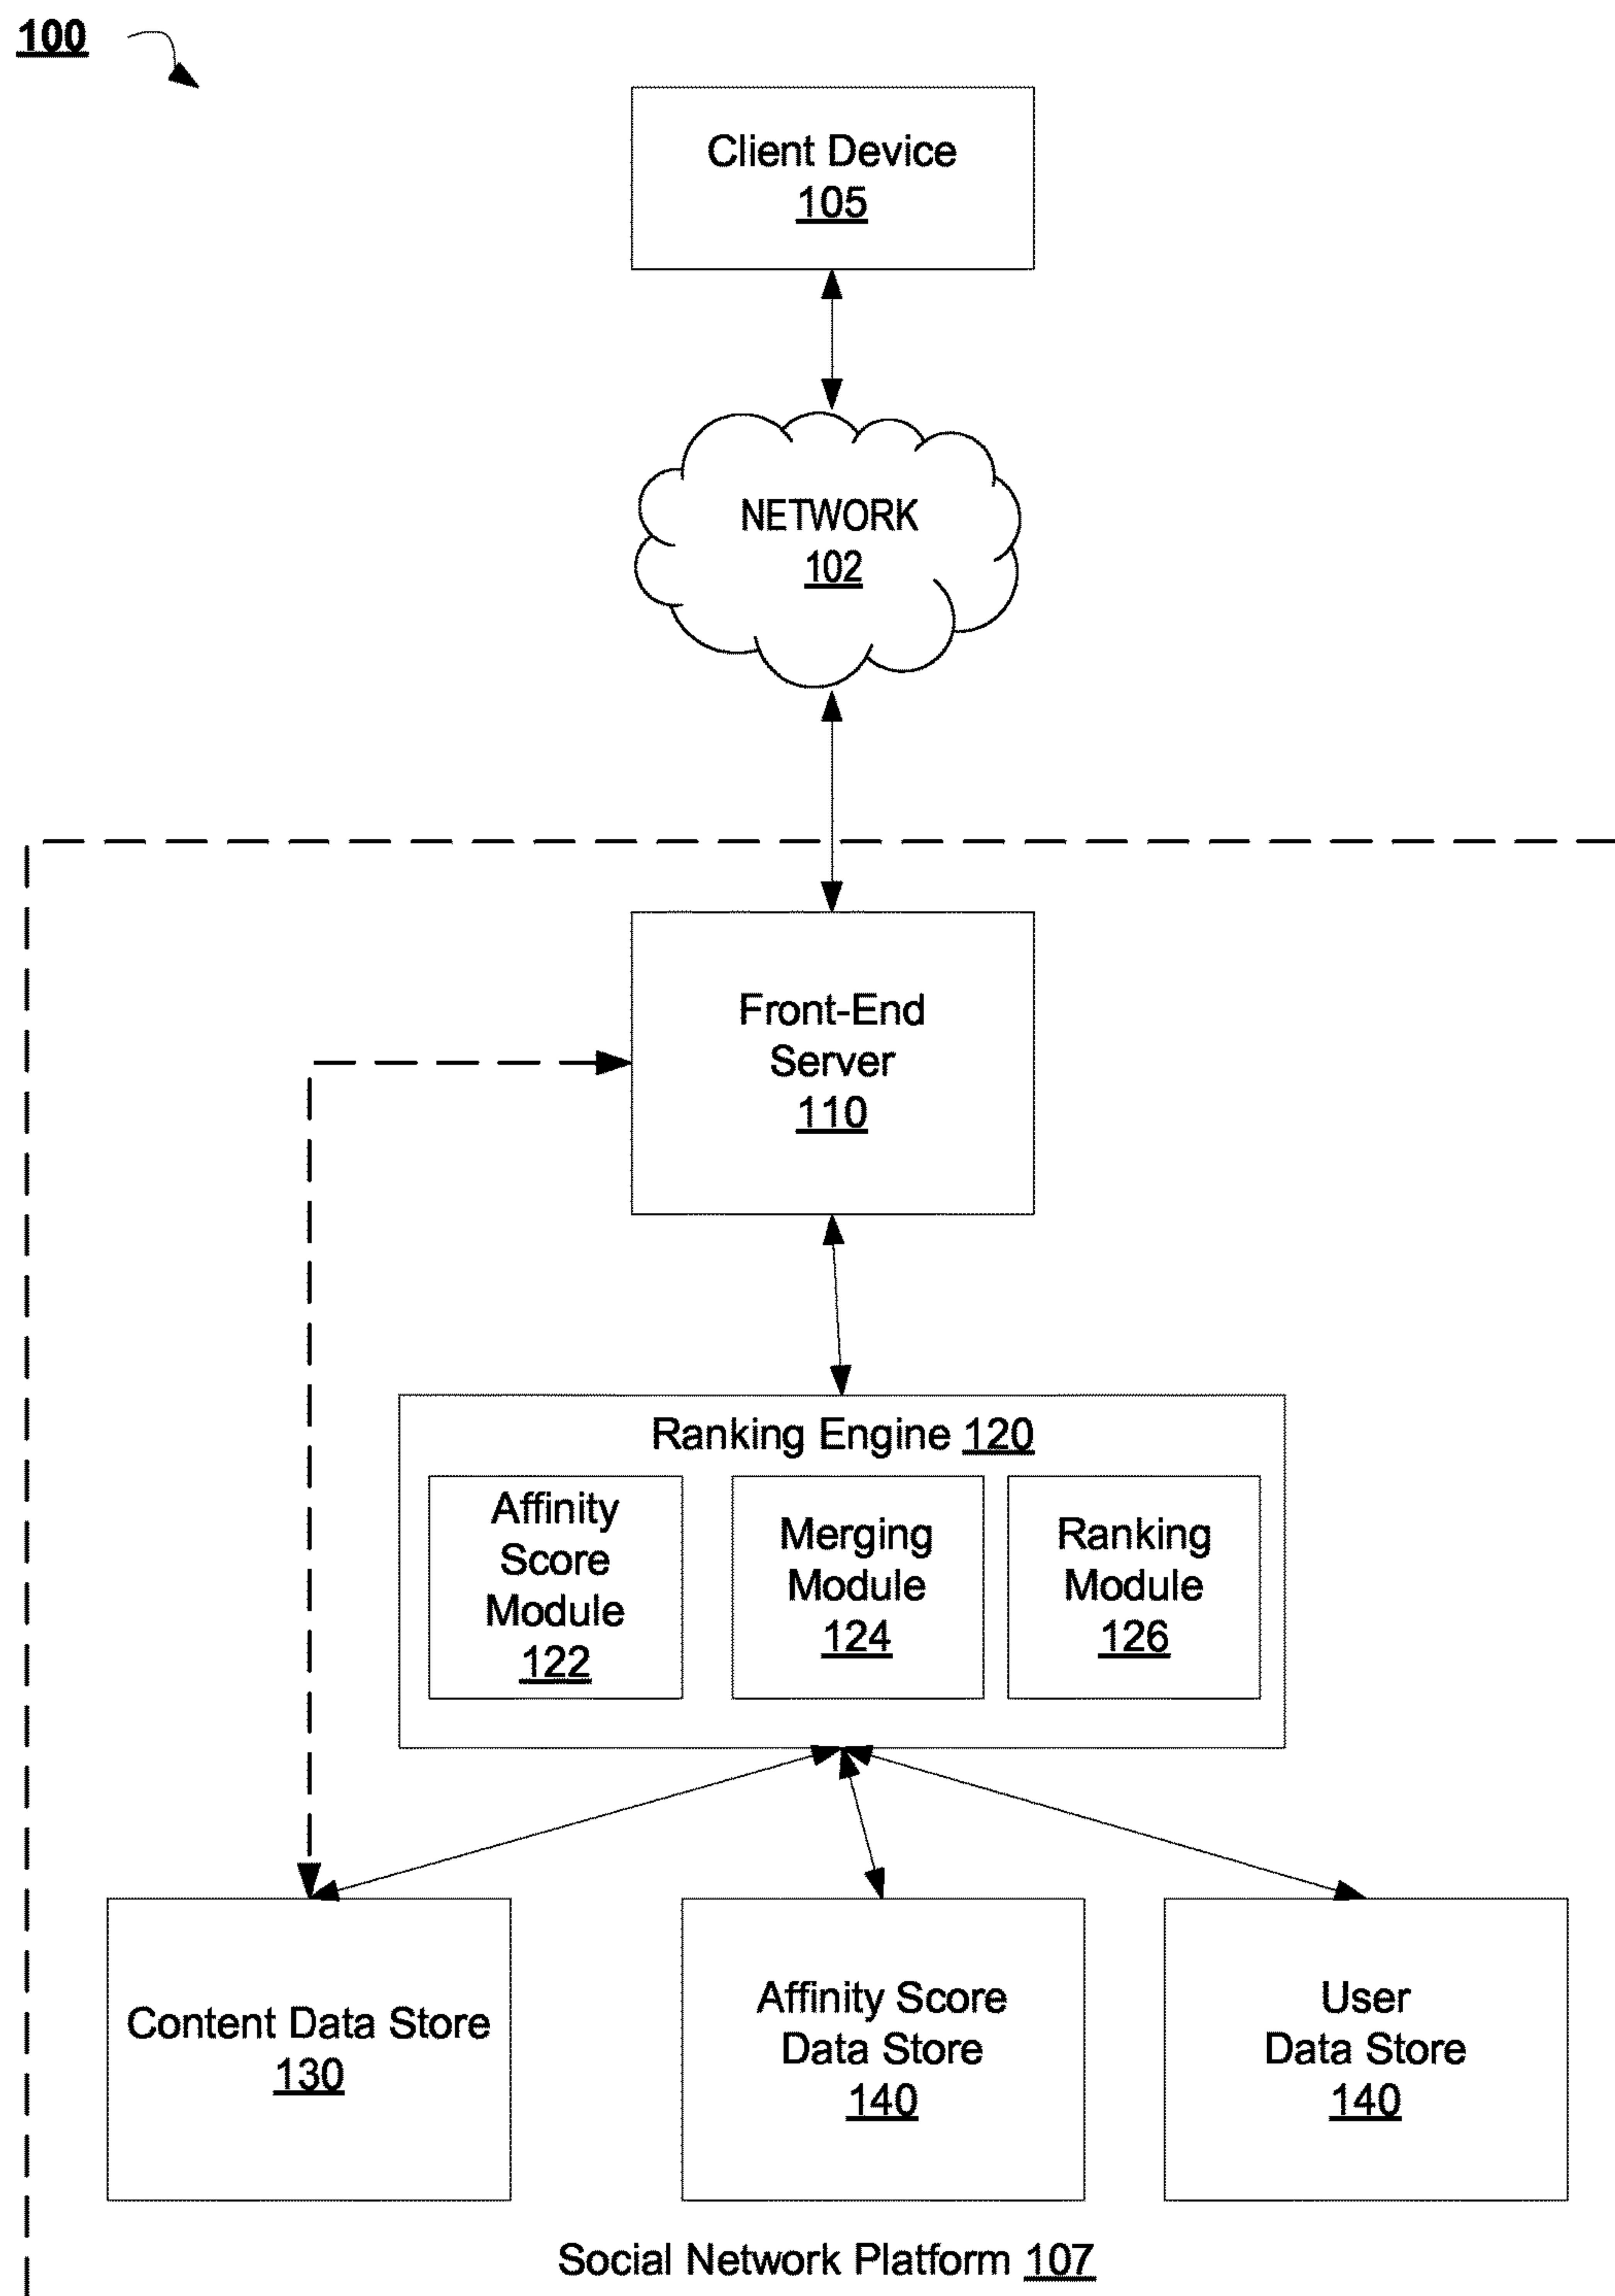 100
Client Device
105
NETWORK
102
Front-End
Server
110
Ranking Engine 120
Affinity
Score
Module
122
Merging
Module
124
Ranking
Module
126
Content Data Store
130
Affinity Score
Data Store
140
User
Data Store
140
Social Network Platform 107